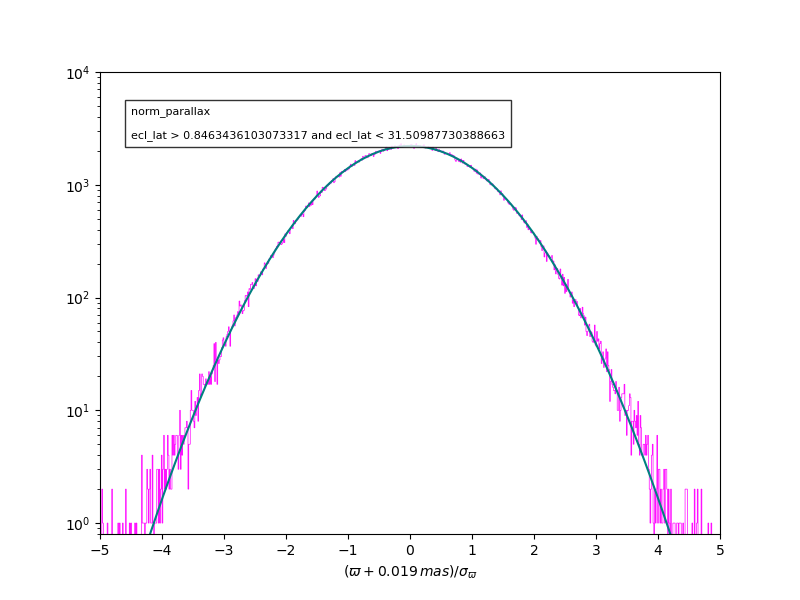 norm_parallax
ecl_lat > 0.8463436103073317 and ecl_lat < 31.50987730388663
10⁴
10³
10²
10¹
10⁰
−5 −4 −3 −2 −1 0 1 2 3 4 5
(ϖ + 0.019 mas)/σ_ϖ